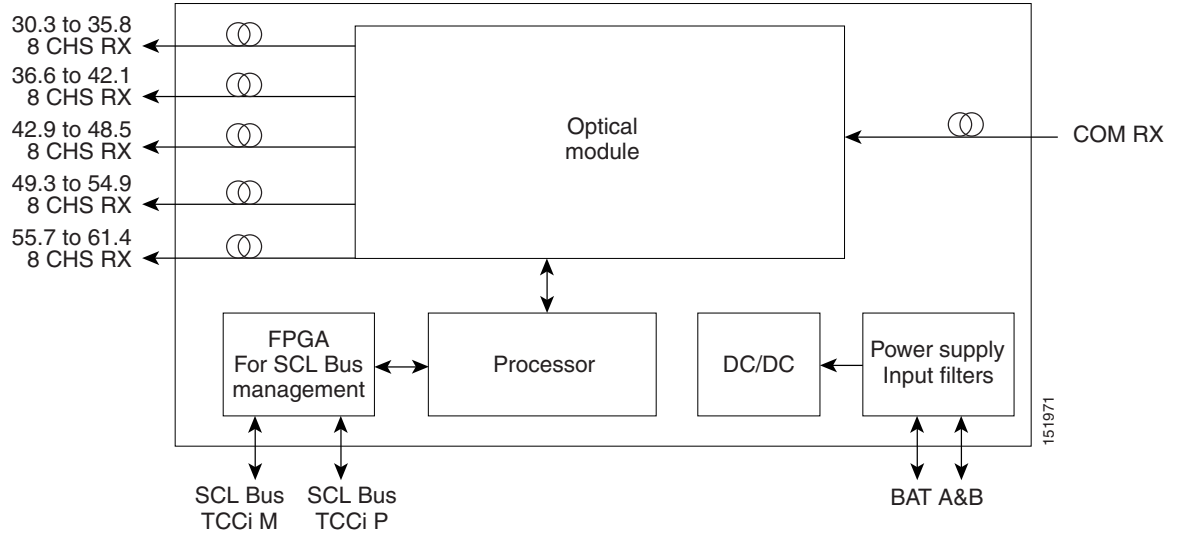 30.3 to 35.8
8 CHS RX
36.6 to 42.1
8 CHS RX
42.9 to 48.5
8 CHS RX
49.3 to 54.9
8 CHS RX
55.7 to 61.4
8 CHS RX
Optical
module
COM RX
FPGA
For SCL Bus
management
Processor
DC/DC
Power supply
Input filters
SCL Bus
TCCi M
SCL Bus
TCCi P
BAT A&B
151971